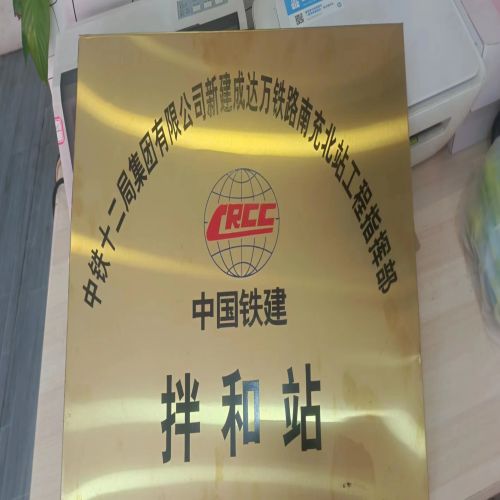 中铁十二局集团有限公司新建成达万铁路南充北站工程指挥部
CRCC
中国铁建
拌和站